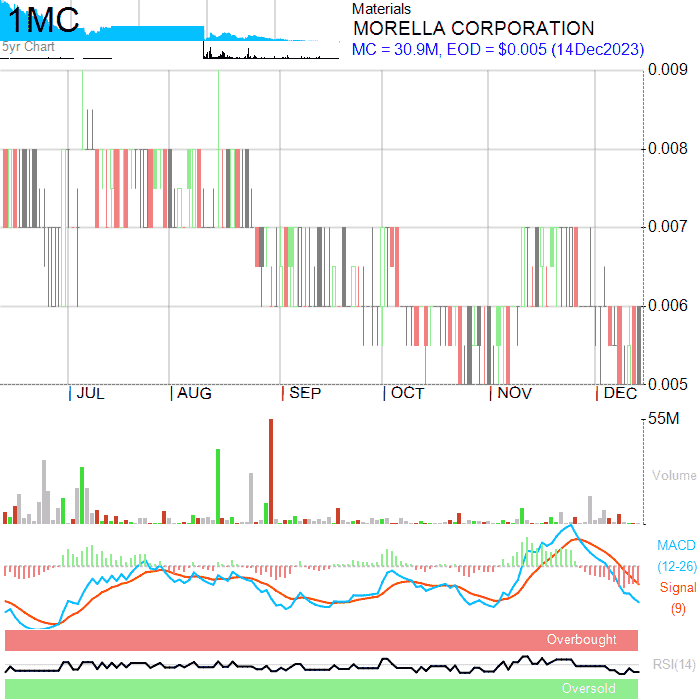 1MC
5yr Chart
Materials
MORELLA CORPORATION
MC = 30.9M, EOD = $0.005 (14Dec2023)
0.009
0.008
0.007
0.006
0.005
JUL AUG SEP OCT NOV DEC
55M
Volume
MACD
(12-26)
Signal
(9)
Overbought
RSI(14)
Oversold